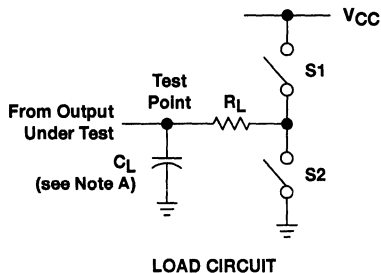 VCC
S1
Test
Point
RL
From Output
Under Test
CL
(see Note A)
S2
LOAD CIRCUIT